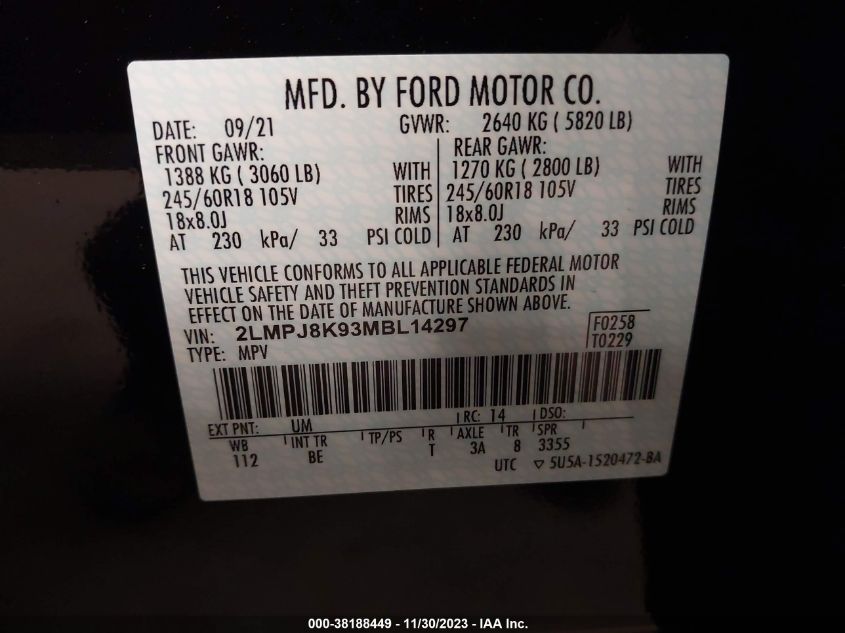 MFD. BY FORD MOTOR CO.
DATE: 09/21 GVWR: 2640 KG ( 5820 LB)
FRONT GAWR: REAR GAWR:
1388 KG ( 3060 LB) WITH 1270 KG ( 2800 LB) WITH
245/60R18 105V TIRES 245/60R18 105V TIRES
18x8.0J RIMS 18x8.0J RIMS
AT 230 kPa/ 33 PSI COLD AT 230 kPa/ 33 PSI COLD
THIS VEHICLE CONFORMS TO ALL APPLICABLE FEDERAL MOTOR
VEHICLE SAFETY AND THEFT PREVENTION STANDARDS IN
EFFECT ON THE DATE OF MANUFACTURE SHOWN ABOVE.
VIN: 2LMPJ8K93MBL14297 F0258
TYPE: MPV T0229
EXT PNT: UM RC: 14 DSO:
WB INT TR TP/PS R AXLE TR SPR
112 BE T 3A 8 3355
UTC ▽ 5U5A-1520472-BA
000-38188449 - 11/30/2023 - IAA Inc.